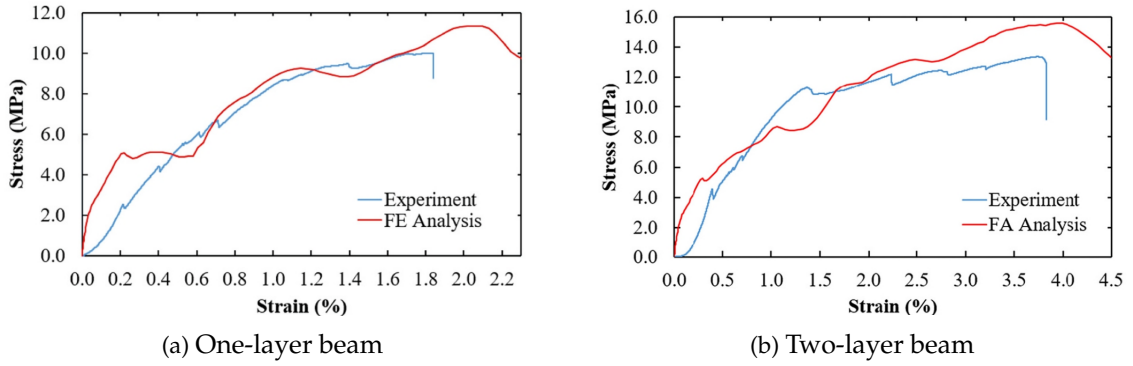 12.0
10.0
8.0
6.0
4.0
2.0
0.0
Stress (MPa)
Experiment
FE Analysis
0.0 0.2 0.4 0.6 0.8 1.0 1.2 1.4 1.6 1.8 2.0 2.2
Strain (%)
(a) One-layer beam
16.0
14.0
12.0
10.0
8.0
6.0
4.0
2.0
0.0
Stress (MPa)
Experiment
FA Analysis
0.0 0.5 1.0 1.5 2.0 2.5 3.0 3.5 4.0 4.5
Strain (%)
(b) Two-layer beam